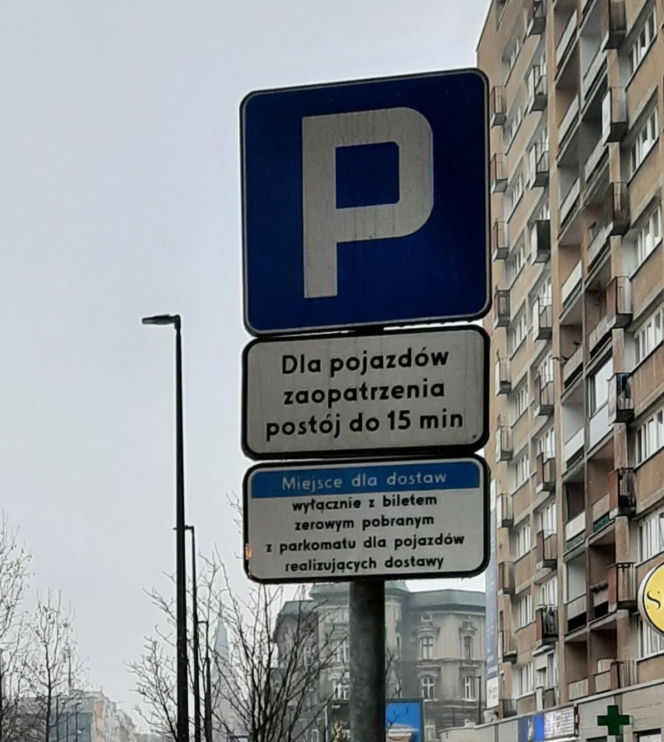 P
Dla pojazdów
zaopatrzenia
postój do 15 min
Miejsce dla dostaw
wyłącznie z biletem
zerowym pobranym
z parkomatu dla pojazdów
realizujących dostawy